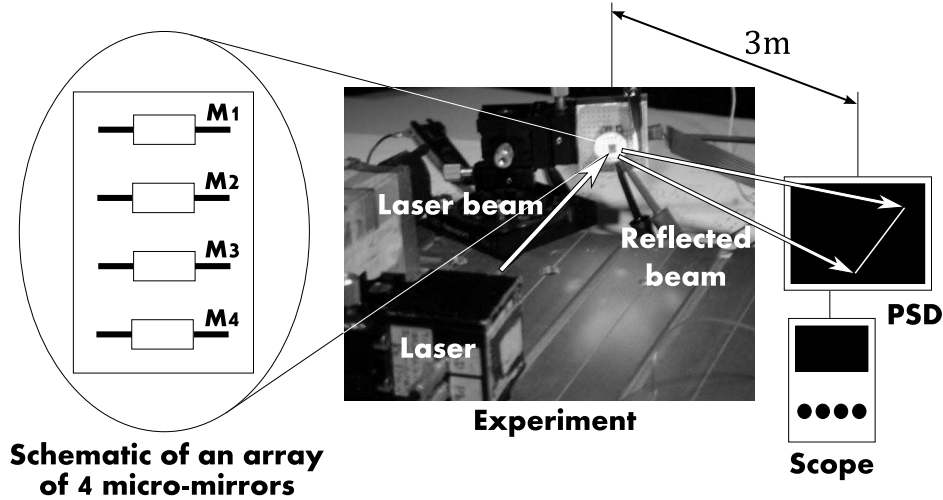 3m
M1
M2
M3
M4
Laser beam
Reflected
beam
Laser
PSD
Experiment
Scope
Schematic of an array
of 4 micro-mirrors